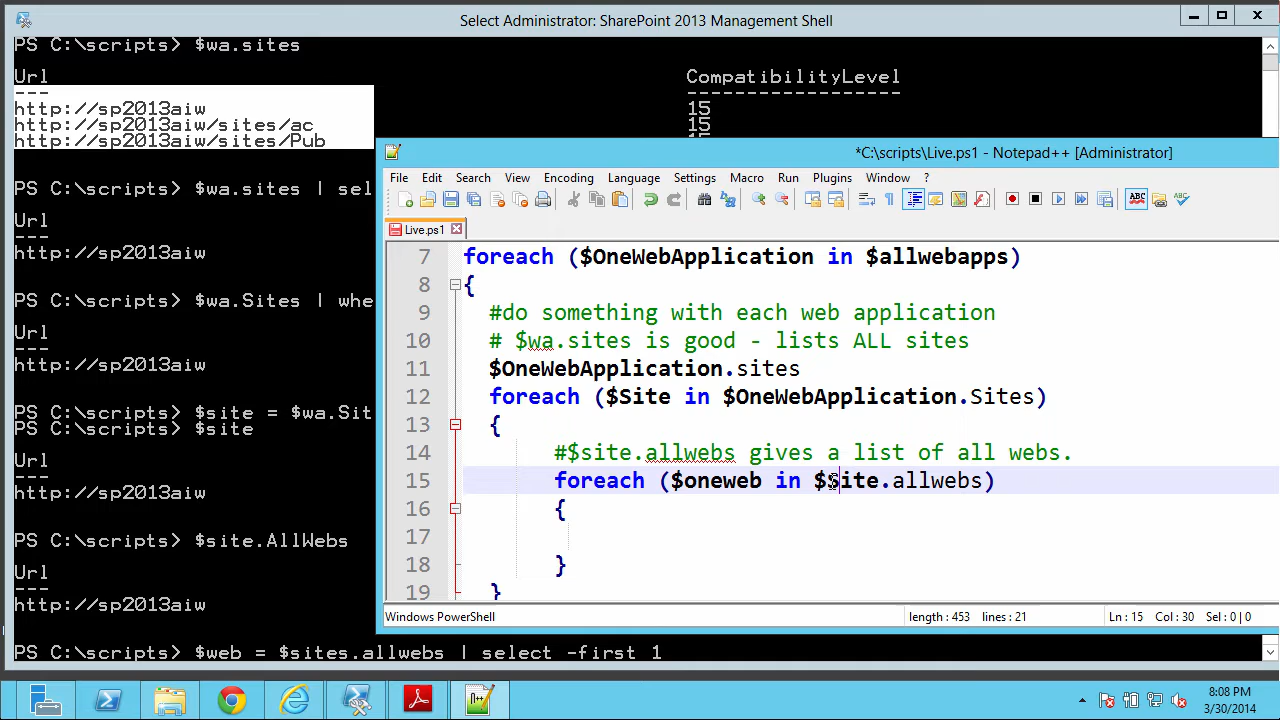 Select Administrator: SharePoint 2013 Management Shell
PS C:\scripts> $wa.sites
Url CompatibilityLevel
--- ------------------
http://sp2013aiw 15
http://sp2013aiw/sites/ac 15
http://sp2013aiw/sites/Pub
PS C:\scripts> $wa.sites | sel
Url
---
http://sp2013aiw
PS C:\scripts> $wa.Sites | whe
Url
---
http://sp2013aiw
PS C:\scripts> $site = $wa.Sit
PS C:\scripts> $site
Url
---
http://sp2013aiw
PS C:\scripts> $site.AllWebs
Url
---
http://sp2013aiw
PS C:\scripts> $web = $sites.allwebs | select -first 1
*C:\scripts\Live.ps1 - Notepad++ [Administrator]
File Edit Search View Encoding Language Settings Macro Run Plugins Window ?
Live.ps1
7 foreach ($OneWebApplication in $allwebapps)
8 {
9 #do something with each web application
10 # $wa.sites is good - lists ALL sites
11 $OneWebApplication.sites
12 foreach ($Site in $OneWebApplication.Sites)
13 {
14 #$site.allwebs gives a list of all webs.
15 foreach ($oneweb in $site.allwebs)
16 {
17
18 }
19 }
Windows PowerShell length : 453 lines : 21 Ln : 15 Col : 30 Sel : 0 | 0
8:08 PM
3/30/2014